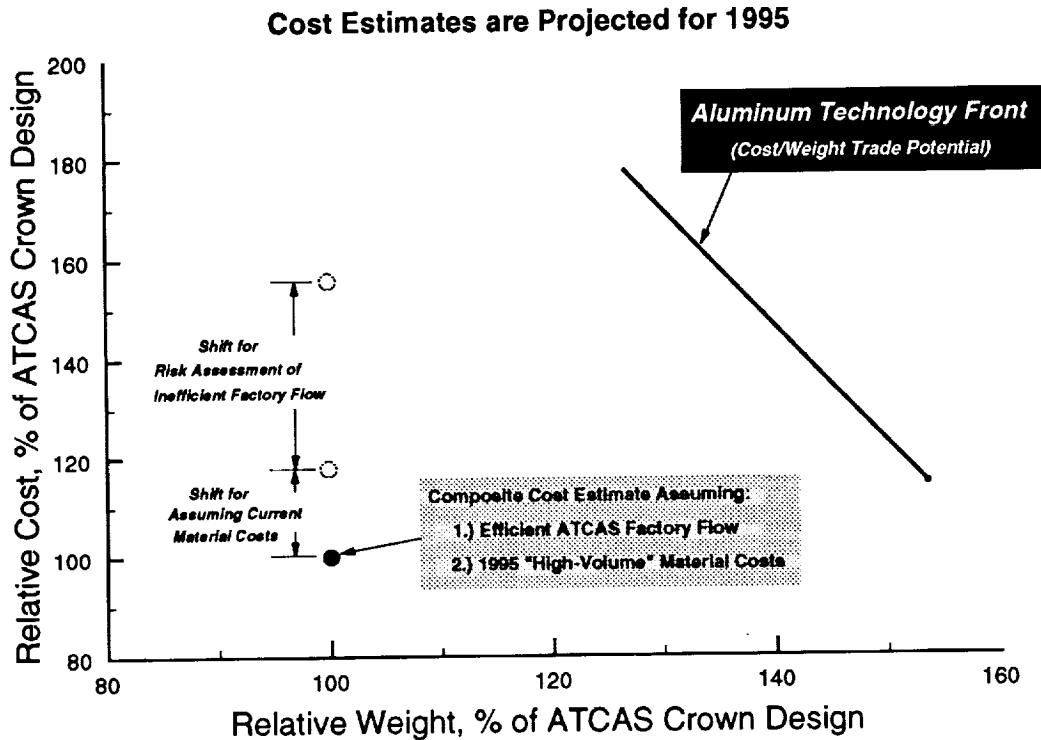 Cost Estimates are Projected for 1995
Relative Cost, % of ATCAS Crown Design
200
180
160
140
120
100
80
Aluminum Technology Front
(Cost/Weight Trade Potential)
Shift for
Risk Assessment of
Inefficient Factory Flow
Shift for
Assuming Current
Material Costs
Composite Cost Estimate Assuming:
1.) Efficient ATCAS Factory Flow
2.) 1995 "High-Volume" Material Costs
80
100
120
140
160
Relative Weight, % of ATCAS Crown Design